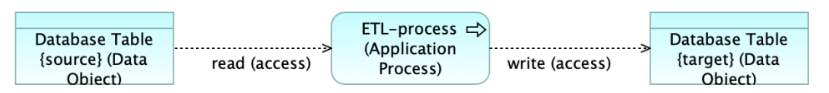 Database Table
{source} (Data
Object)
read (access)
ETL-process
(Application
Process)
write (access)
Database Table
{target} (Data
Object)